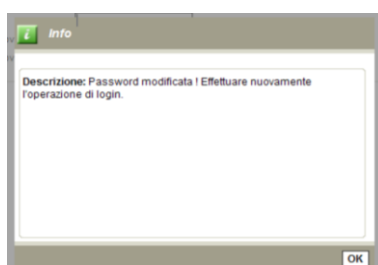 i Info
Descrizione: Password modificata ! Effettuare nuovamente
l'operazione di login.
OK